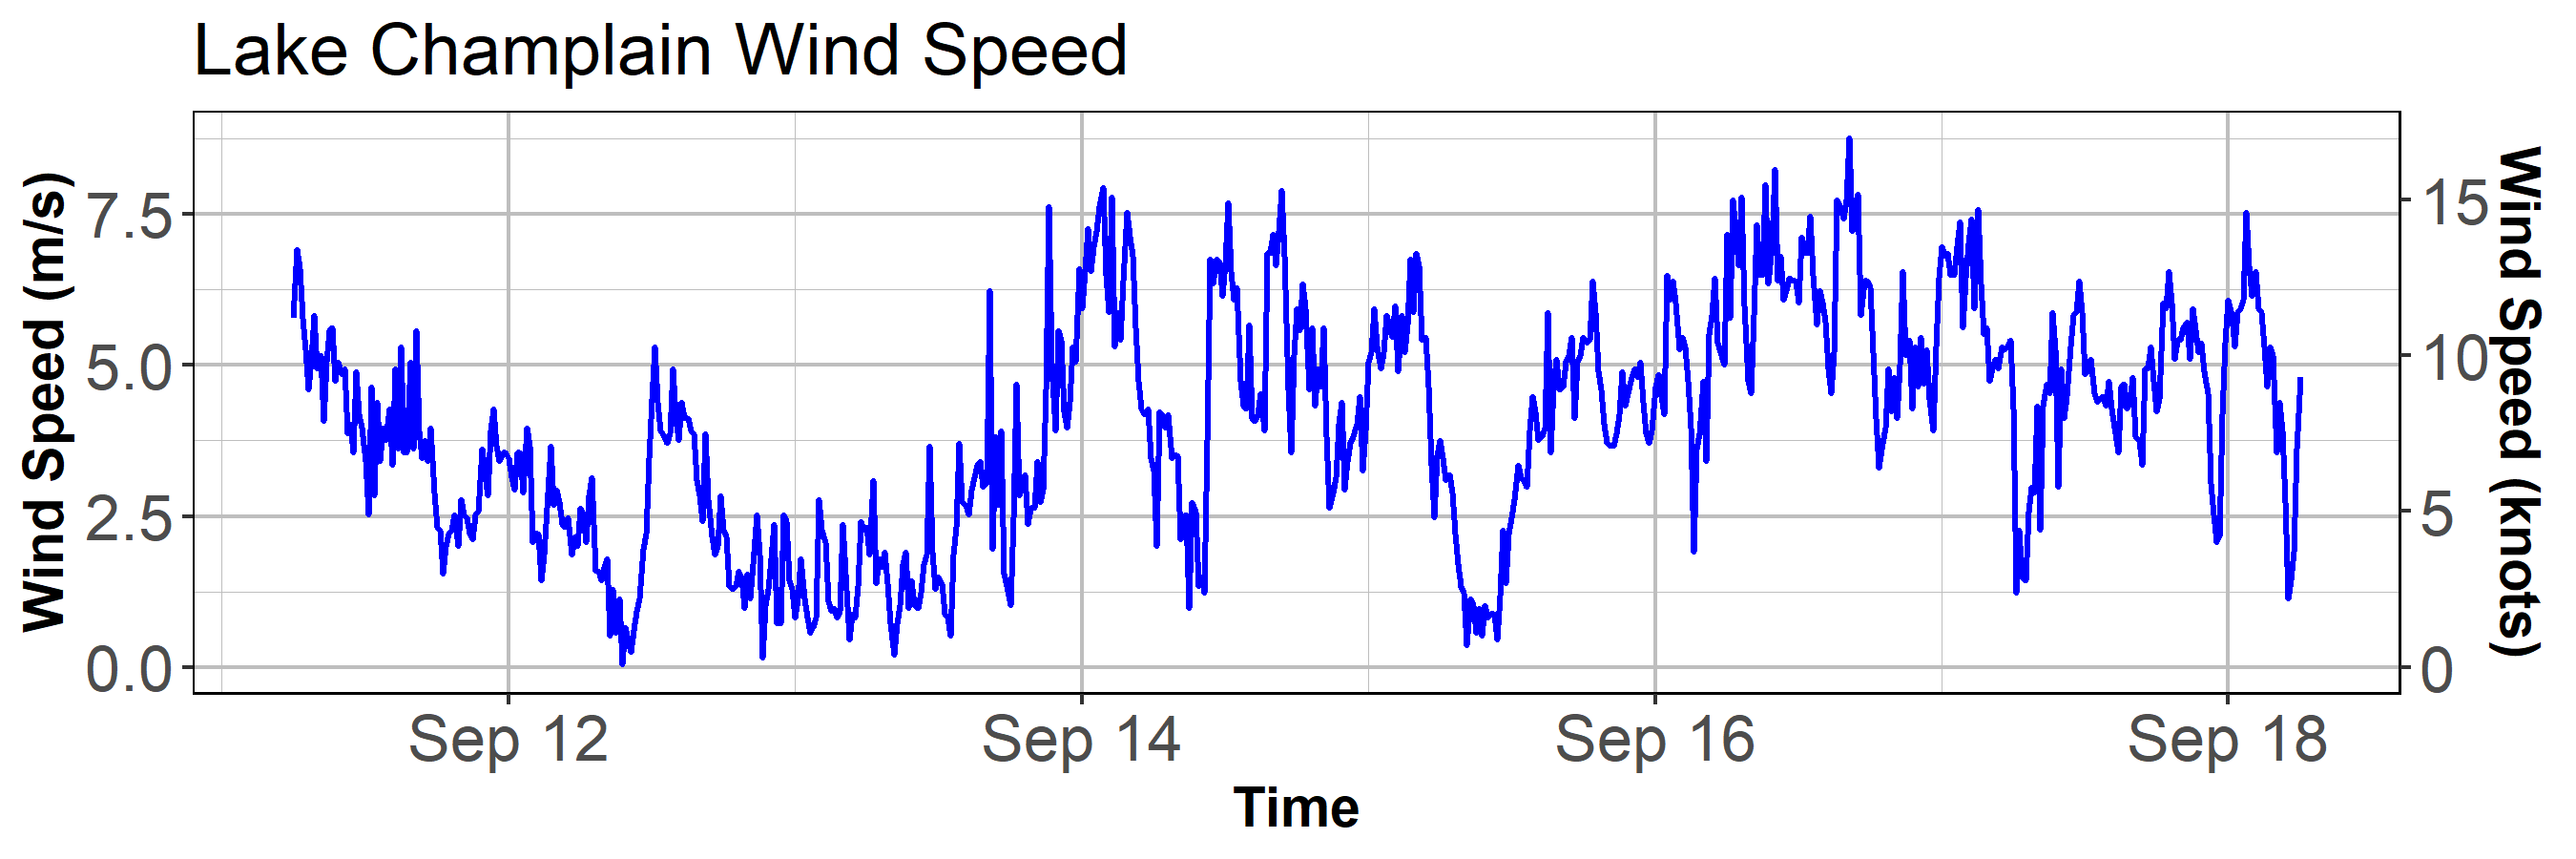 Lake Champlain Wind Speed
Wind Speed (m/s)
7.5
5.0
2.5
0.0
15
10
5
0
Wind Speed (knots)
Sep 12
Sep 14
Sep 16
Sep 18
Time